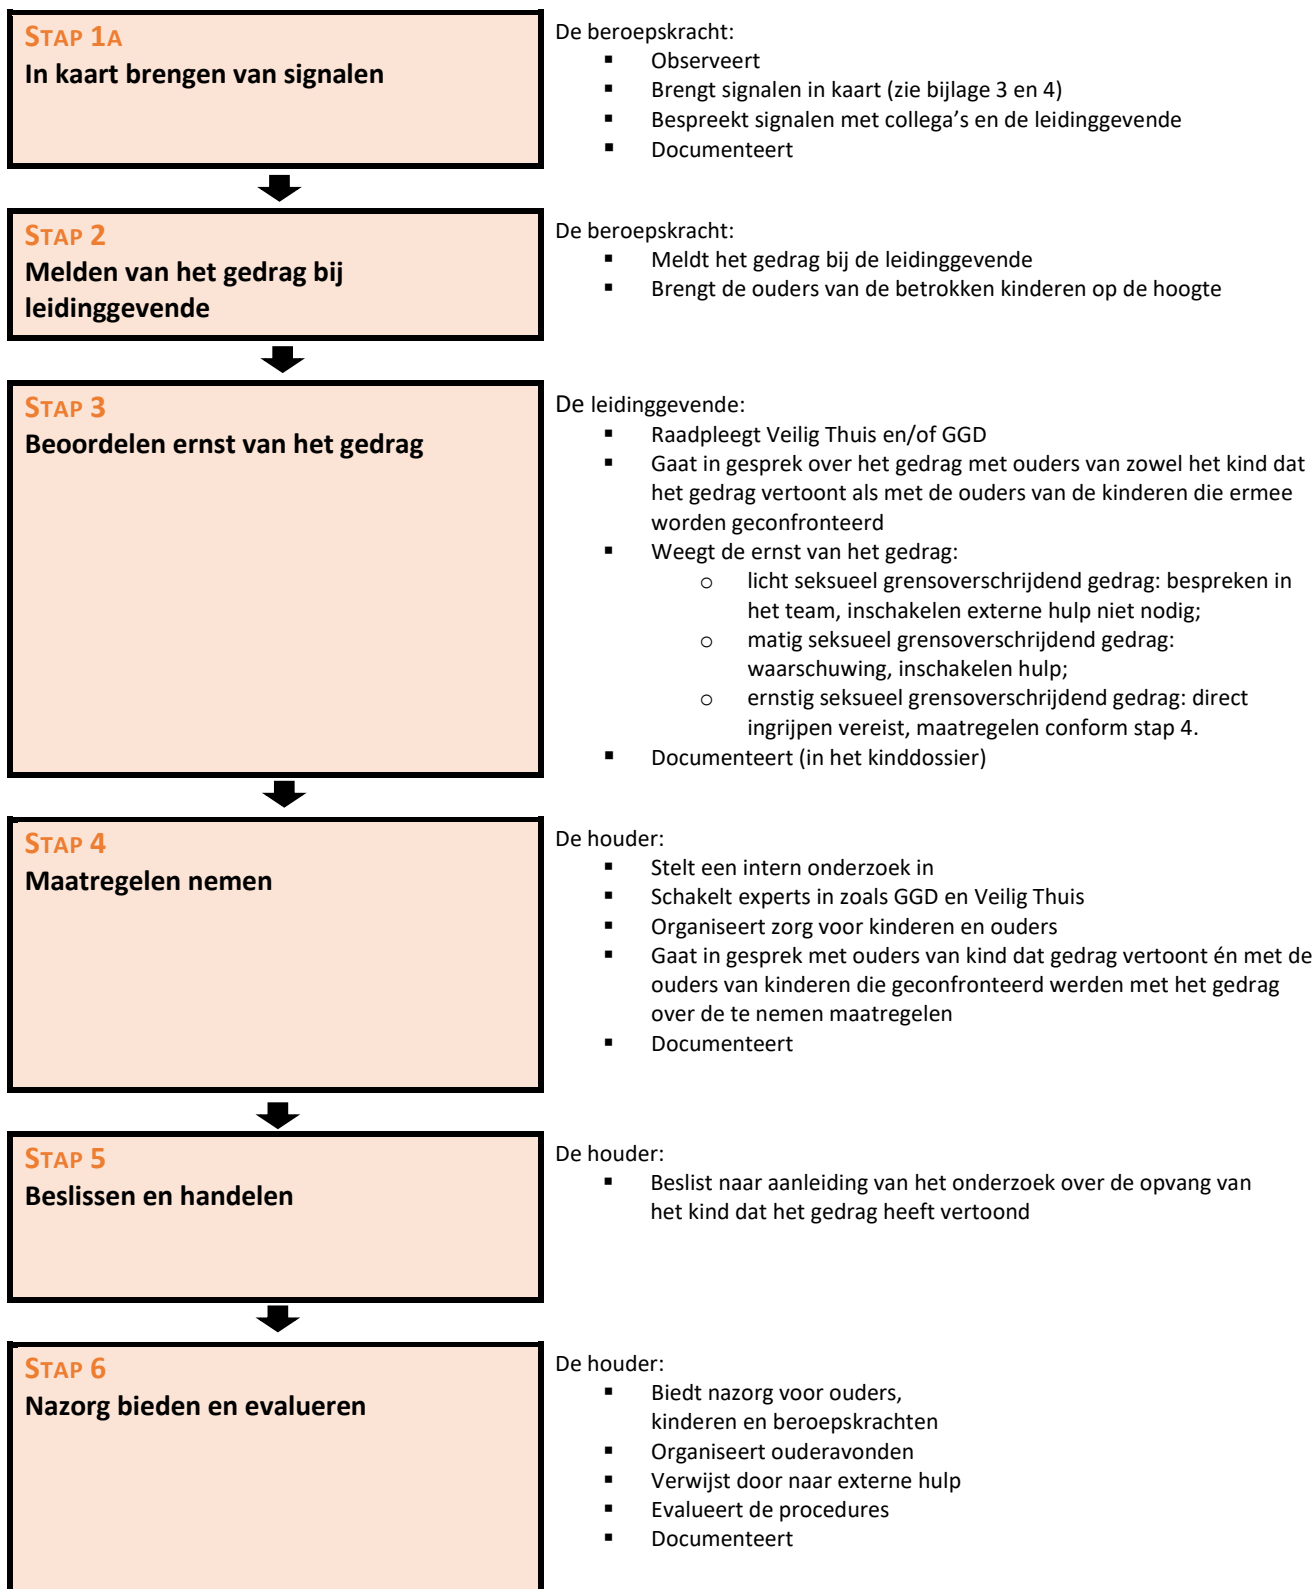 STAP 1A
In kaart brengen van signalen
De beroepskracht:
▪ Observeert
▪ Brengt signalen in kaart (zie bijlage 3 en 4)
▪ Bespreekt signalen met collega's en de leidinggevende
▪ Documenteert
STAP 2
Melden van het gedrag bij
leidinggevende
De beroepskracht:
▪ Meldt het gedrag bij de leidinggevende
▪ Brengt de ouders van de betrokken kinderen op de hoogte
STAP 3
Beoordelen ernst van het gedrag
De leidinggevende:
▪ Raadpleegt Veilig Thuis en/of GGD
▪ Gaat in gesprek over het gedrag met ouders van zowel het kind dat
het gedrag vertoont als met de ouders van de kinderen die ermee
worden geconfronteerd
▪ Weegt de ernst van het gedrag:
o licht seksueel grensoverschrijdend gedrag: bespreken in
het team, inschakelen externe hulp niet nodig;
o matig seksueel grensoverschrijdend gedrag:
waarschuwing, inschakelen hulp;
o ernstig seksueel grensoverschrijdend gedrag: direct
ingrijpen vereist, maatregelen conform stap 4.
▪ Documenteert (in het kinddossier)
STAP 4
Maatregelen nemen
De houder:
▪ Stelt een intern onderzoek in
▪ Schakelt experts in zoals GGD en Veilig Thuis
▪ Organiseert zorg voor kinderen en ouders
▪ Gaat in gesprek met ouders van kind dat gedrag vertoont én met de
ouders van kinderen die geconfronteerd werden met het gedrag
over de te nemen maatregelen
▪ Documenteert
STAP 5
Beslissen en handelen
De houder:
▪ Beslist naar aanleiding van het onderzoek over de opvang van
het kind dat het gedrag heeft vertoond
STAP 6
Nazorg bieden en evalueren
De houder:
▪ Biedt nazorg voor ouders,
kinderen en beroepskrachten
▪ Organiseert ouderavonden
▪ Verwijst door naar externe hulp
▪ Evalueert de procedures
▪ Documenteert